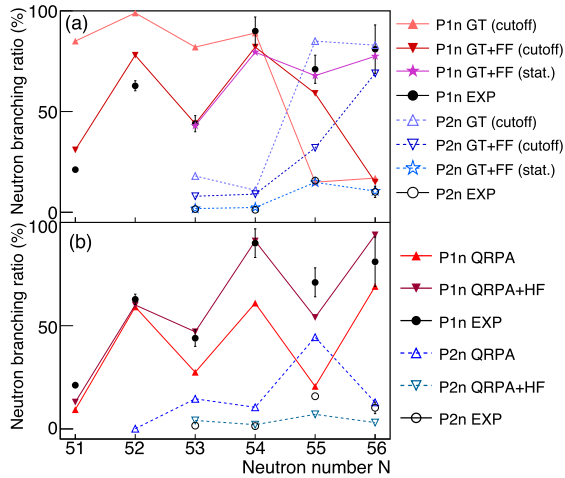 Neutron branching ratio (%)
100
50
0
(a)
P1n GT (cutoff)
P1n GT+FF (cutoff)
P1n GT+FF (stat.)
P1n EXP
P2n GT (cutoff)
P2n GT+FF (cutoff)
P2n GT+FF (stat.)
P2n EXP
Neutron branching ratio (%)
100
50
0
(b)
P1n QRPA
P1n QRPA+HF
P1n EXP
P2n QRPA
P2n QRPA+HF
P2n EXP
51 52 53 54 55 56
Neutron number N